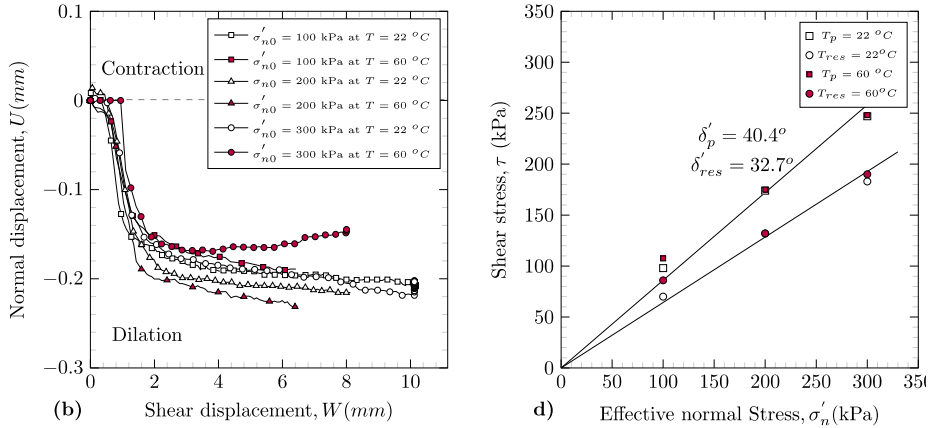 0.1
0
−0.1
−0.2
−0.3
Normal displacement, U(mm)
Contraction
Dilation
σ′n0 = 100 kPa at T = 22 °C
σ′n0 = 100 kPa at T = 60 °C
σ′n0 = 200 kPa at T = 22 °C
σ′n0 = 200 kPa at T = 60 °C
σ′n0 = 300 kPa at T = 22 °C
σ′n0 = 300 kPa at T = 60 °C
0 2 4 6 8 10
(b) Shear displacement, W(mm)
350
300
250
200
150
100
50
0
Shear stress, τ (kPa)
Tp = 22 °C
Tres = 22°C
Tp = 60 °C
Tres = 60°C
δ′p = 40.4°
δ′res = 32.7°
0 50 100 150 200 250 300 350
d) Effective normal Stress, σ′n(kPa)